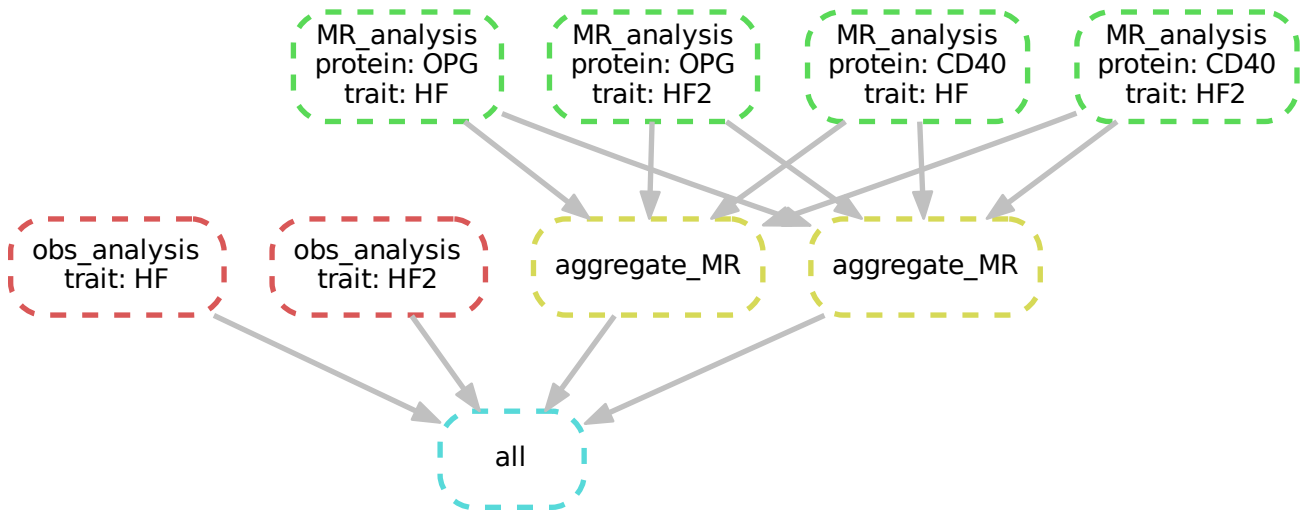 MR_analysis
protein: OPG
trait: HF
MR_analysis
protein: OPG
trait: HF2
MR_analysis
protein: CD40
trait: HF
MR_analysis
protein: CD40
trait: HF2
obs_analysis
trait: HF
obs_analysis
trait: HF2
aggregate_MR
aggregate_MR
all